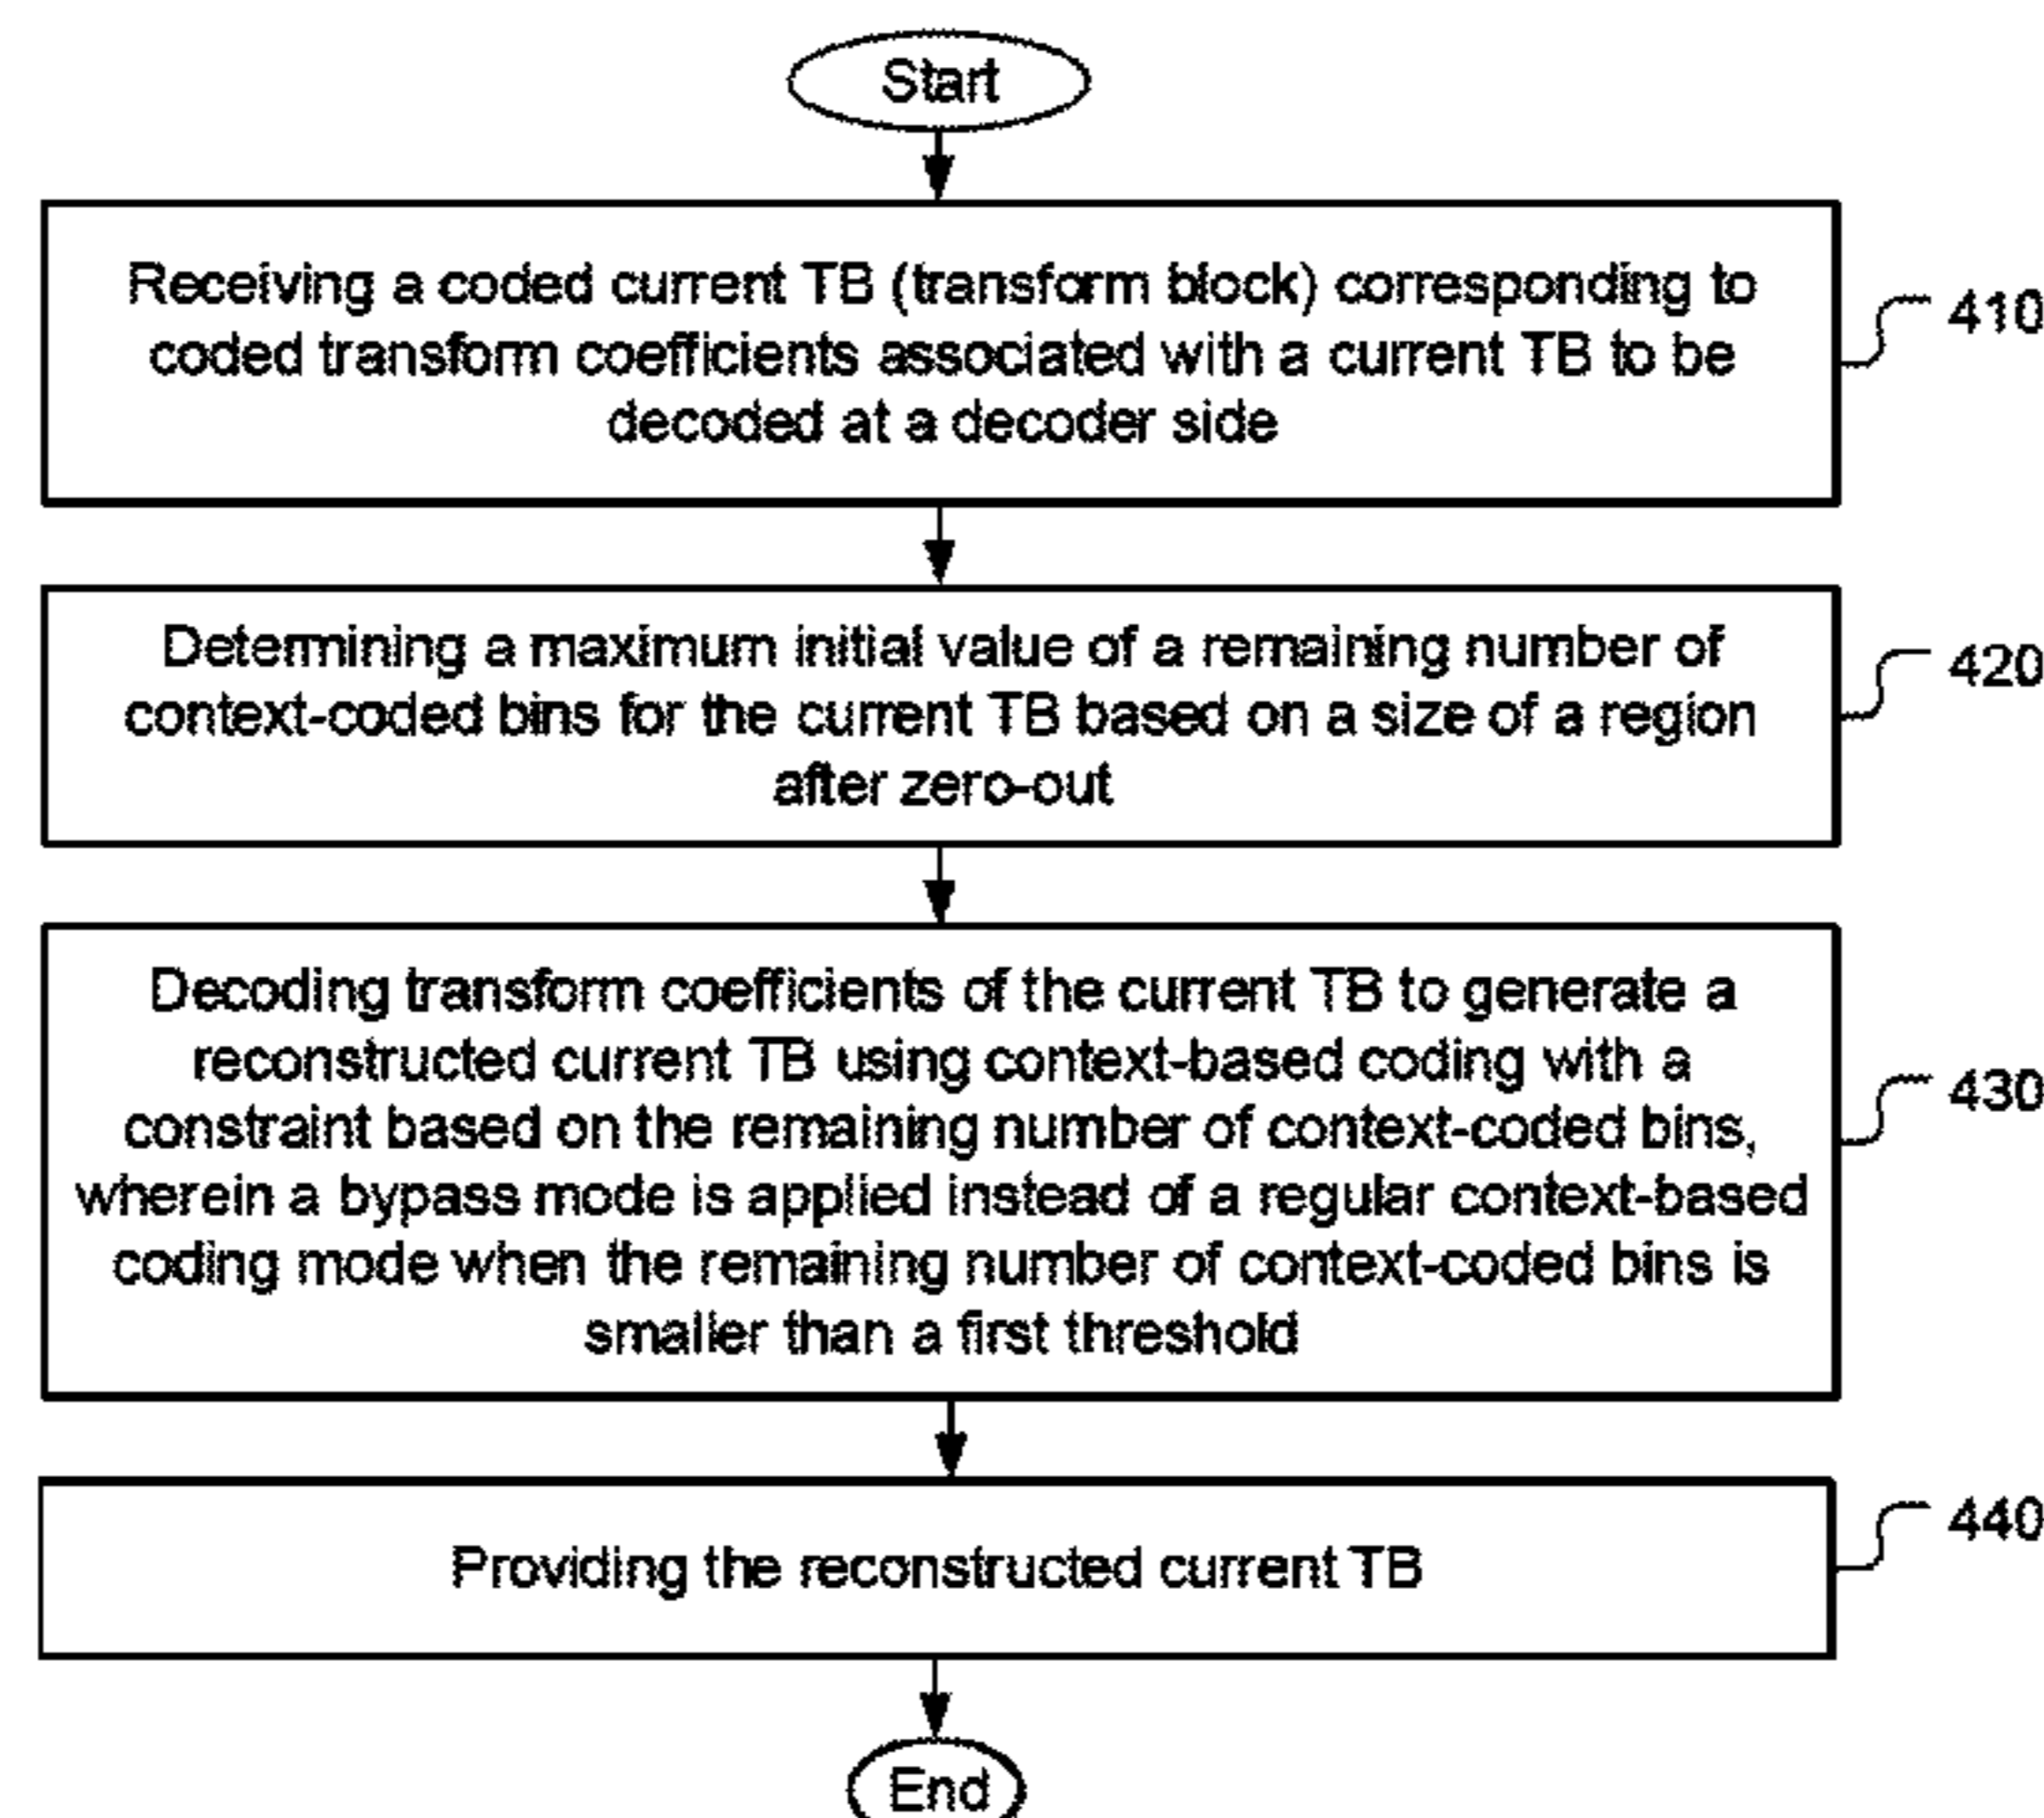 Start
Receiving a coded current TB (transform block) corresponding to
coded transform coefficients associated with a current TB to be
decoded at a decoder side
410
Determining a maximum initial value of a remaining number of
context-coded bins for the current TB based on a size of a region
after zero-out
420
Decoding transform coefficients of the current TB to generate a
reconstructed current TB using context-based coding with a
constraint based on the remaining number of context-coded bins,
wherein a bypass mode is applied instead of a regular context-based
coding mode when the remaining number of context-coded bins is
smaller than a first threshold
430
Providing the reconstructed current TB
440
End